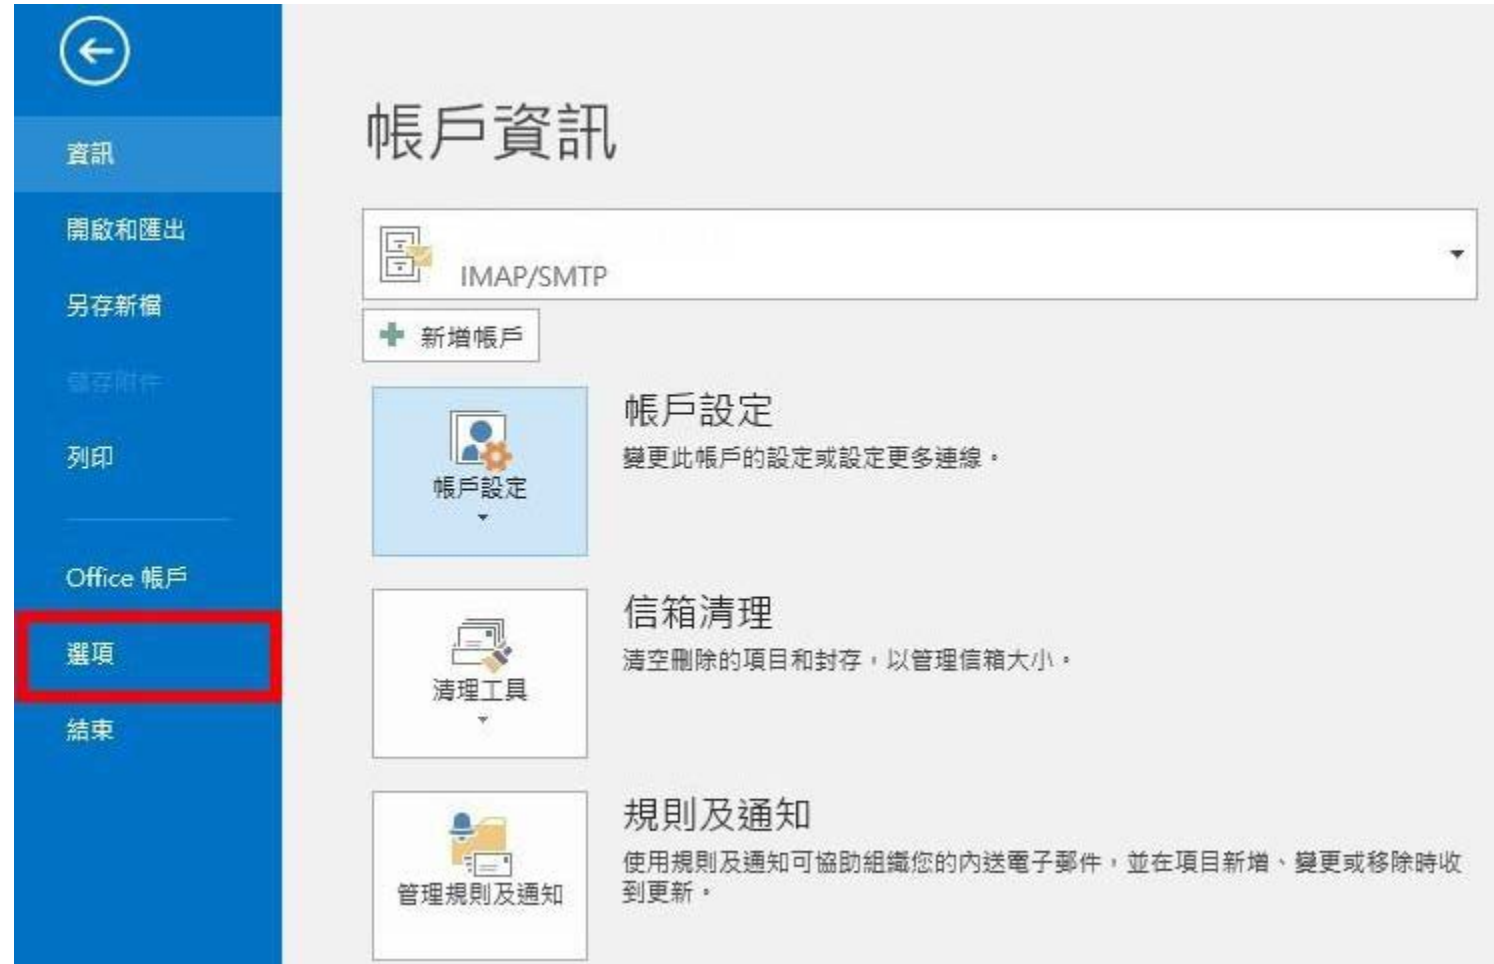 資訊
開啟和匯出
另存新檔
儲存附件
列印
Office 帳戶
選項
結束
帳戶資訊
IMAP/SMTP
新增帳戶
帳戶設定
帳戶設定
變更此帳戶的設定或設定更多連線。
清理工具
信箱清理
清空刪除的項目和封存，以管理信箱大小。
管理規則及通知
規則及通知
使用規則及通知可協助組織您的內送電子郵件，並在項目新增、變更或移除時收
到更新。